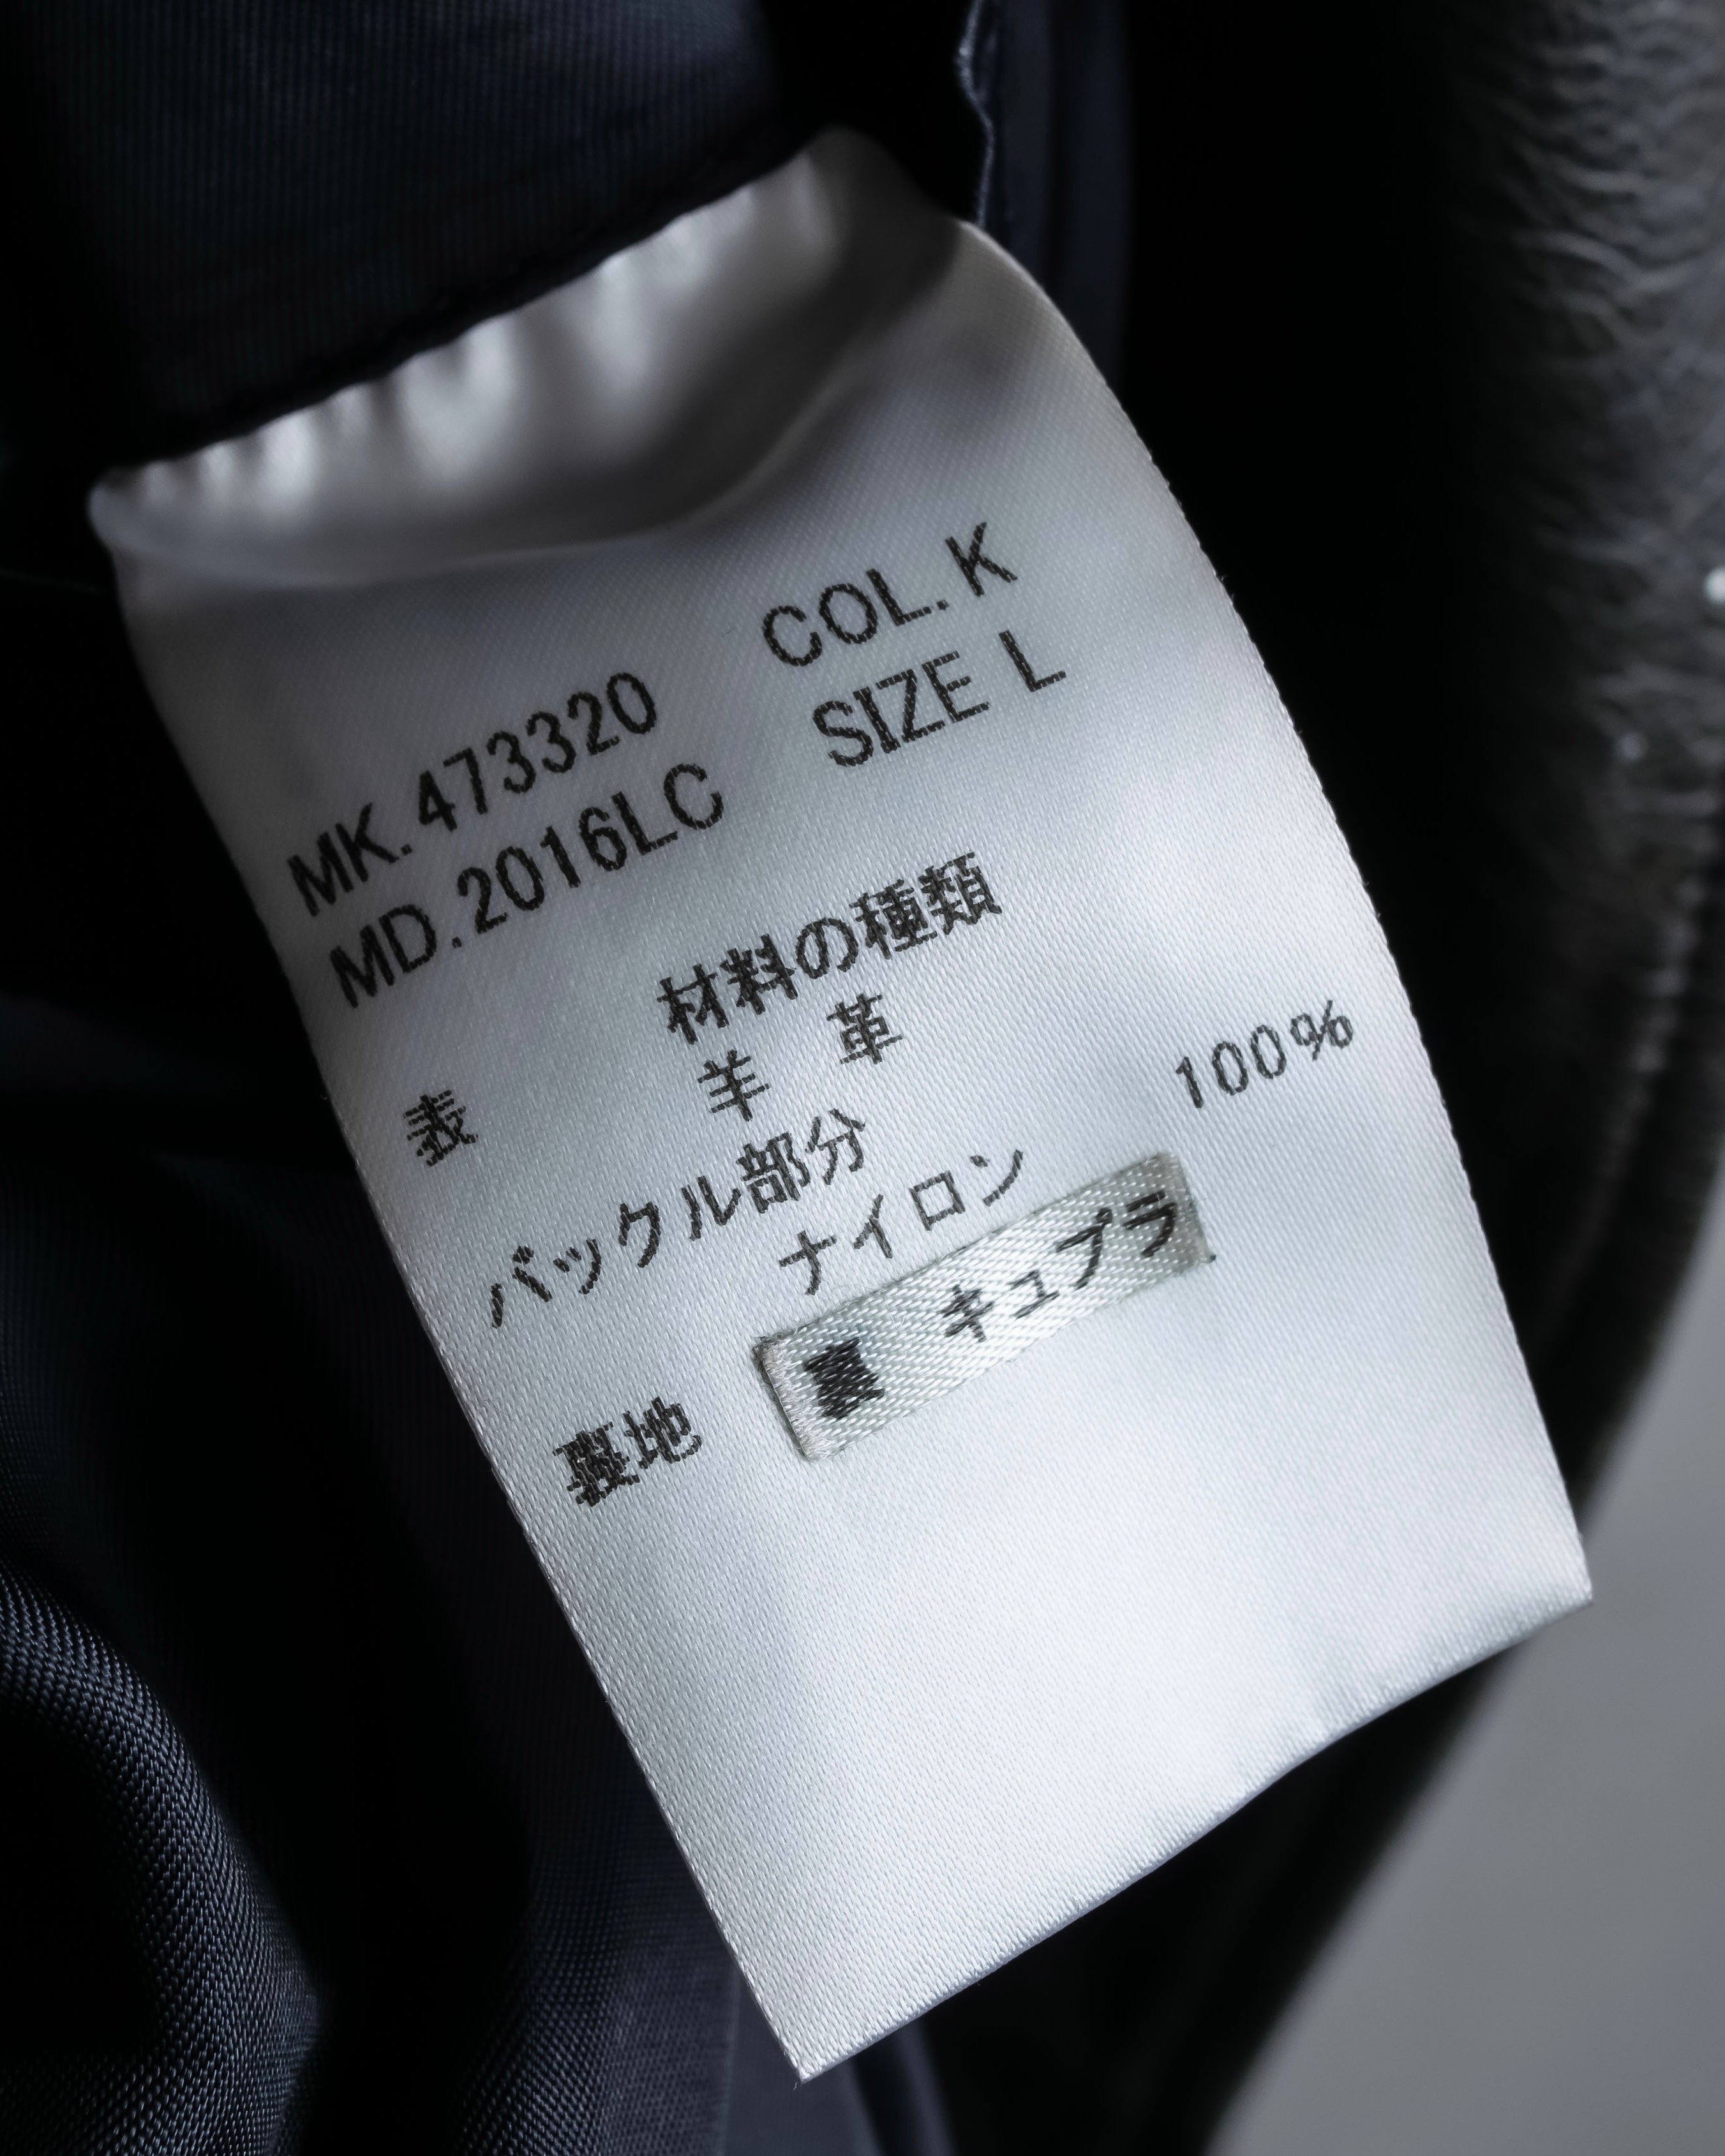 MK.473320 COL.K
MD.2016LC SIZE L
材料の種類
表 羊 革
バックル部分
ナイロン 100%
裏地 裏 キュプラ